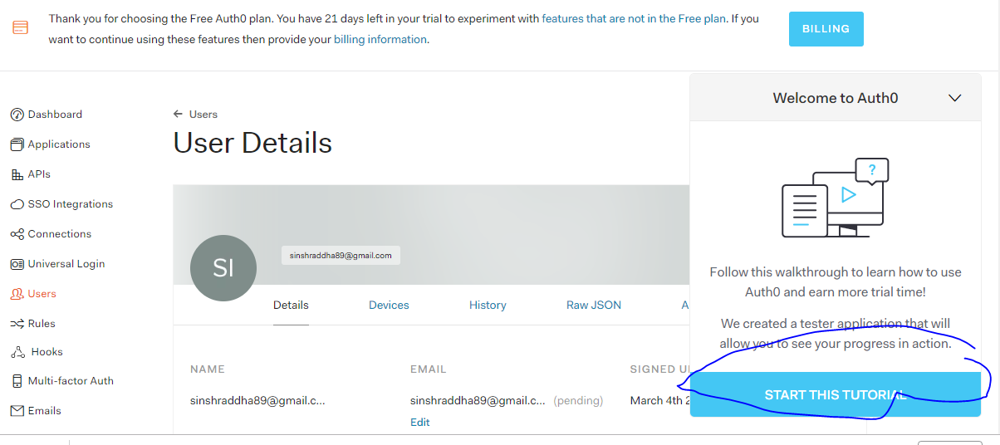 Thank you for choosing the Free Auth0 plan. You have 21 days left in your trial to experiment with features that are not in the Free plan. If you
want to continue using these features then provide your billing information.
BILLING
Dashboard
Applications
APIs
SSO Integrations
Connections
Universal Login
Users
Rules
Hooks
Multi-factor Auth
Emails
Users
User Details
SI
sinshraddha89@gmail.com
Details
Devices
History
Raw JSON
A
NAME
EMAIL
SIGNED U
sinshraddha89@gmail.c...
sinshraddha89@gmail.c... (pending)
March 4th 2
Edit
Welcome to Auth0
?
Follow this walkthrough to learn how to use
Auth0 and earn more trial time!
We created a tester application that will
allow you to see your progress in action.
START THIS TUTORIAL